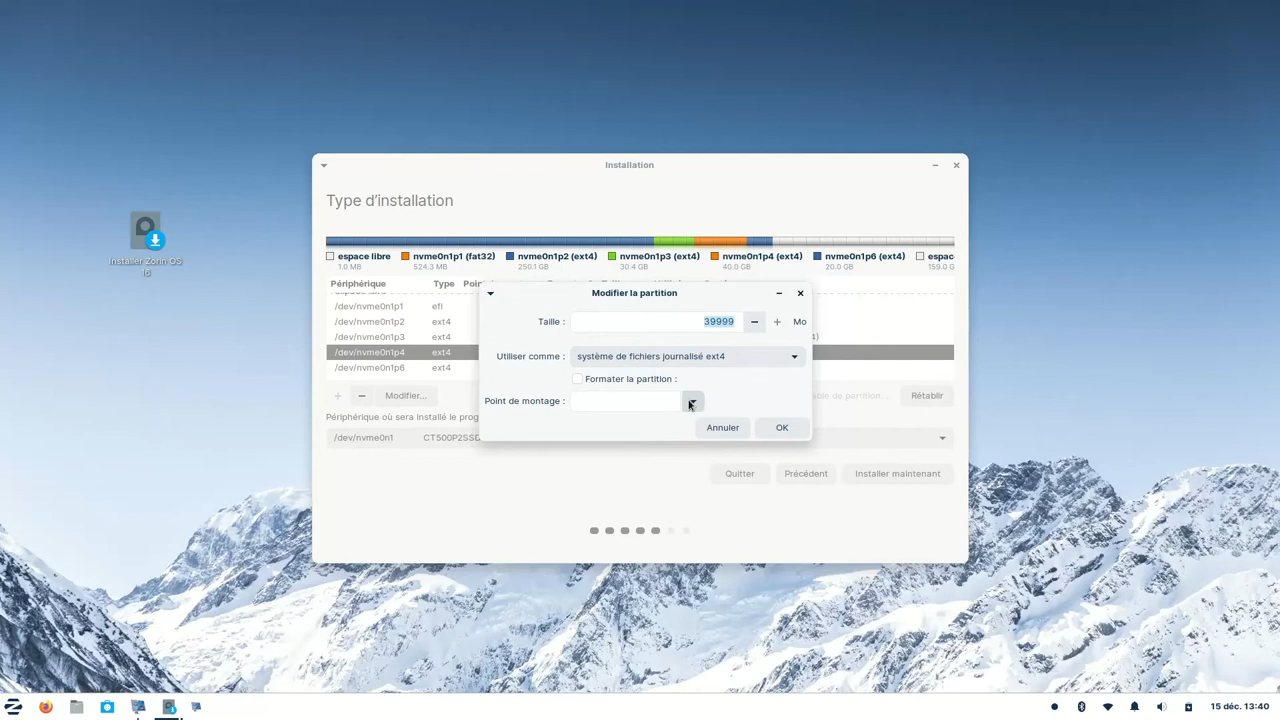 Installer Zorin OS
16
Installation
Type d’installation
espace libre
1.0 MB
nvme0n1p1 (fat32)
524.3 MB
nvme0n1p2 (ext4)
250.1 GB
nvme0n1p3 (ext4)
30.4 GB
nvme0n1p4 (ext4)
40.0 GB
nvme0n1p6 (ext4)
20.0 GB
espac
159.0 G
Périphérique Type Poin
/dev/nvme0n1p1 efi
/dev/nvme0n1p2 ext4
/dev/nvme0n1p3 ext4
/dev/nvme0n1p4 ext4
/dev/nvme0n1p6 ext4
+ − Modifier... Rétablir
Périphérique où sera installé le prog
/dev/nvme0n1 CT500P2SSD
Quitter Précédent Installer maintenant
Modifier la partition
Taille : 39999 − + Mo
Utiliser comme : système de fichiers journalisé ext4
Formater la partition :
Point de montage :
Annuler OK
15 déc. 13:40